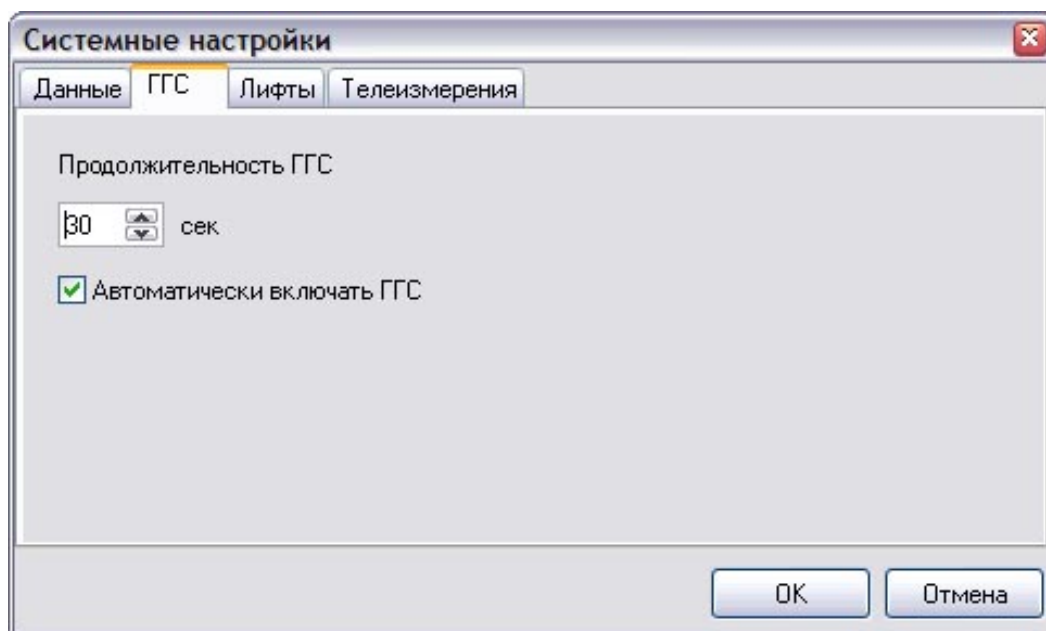 Системные настройки
Данные ГГС Лифты Телеизмерения
Продолжительность ГГС
30 сек
Автоматически включать ГГС
OK Отмена